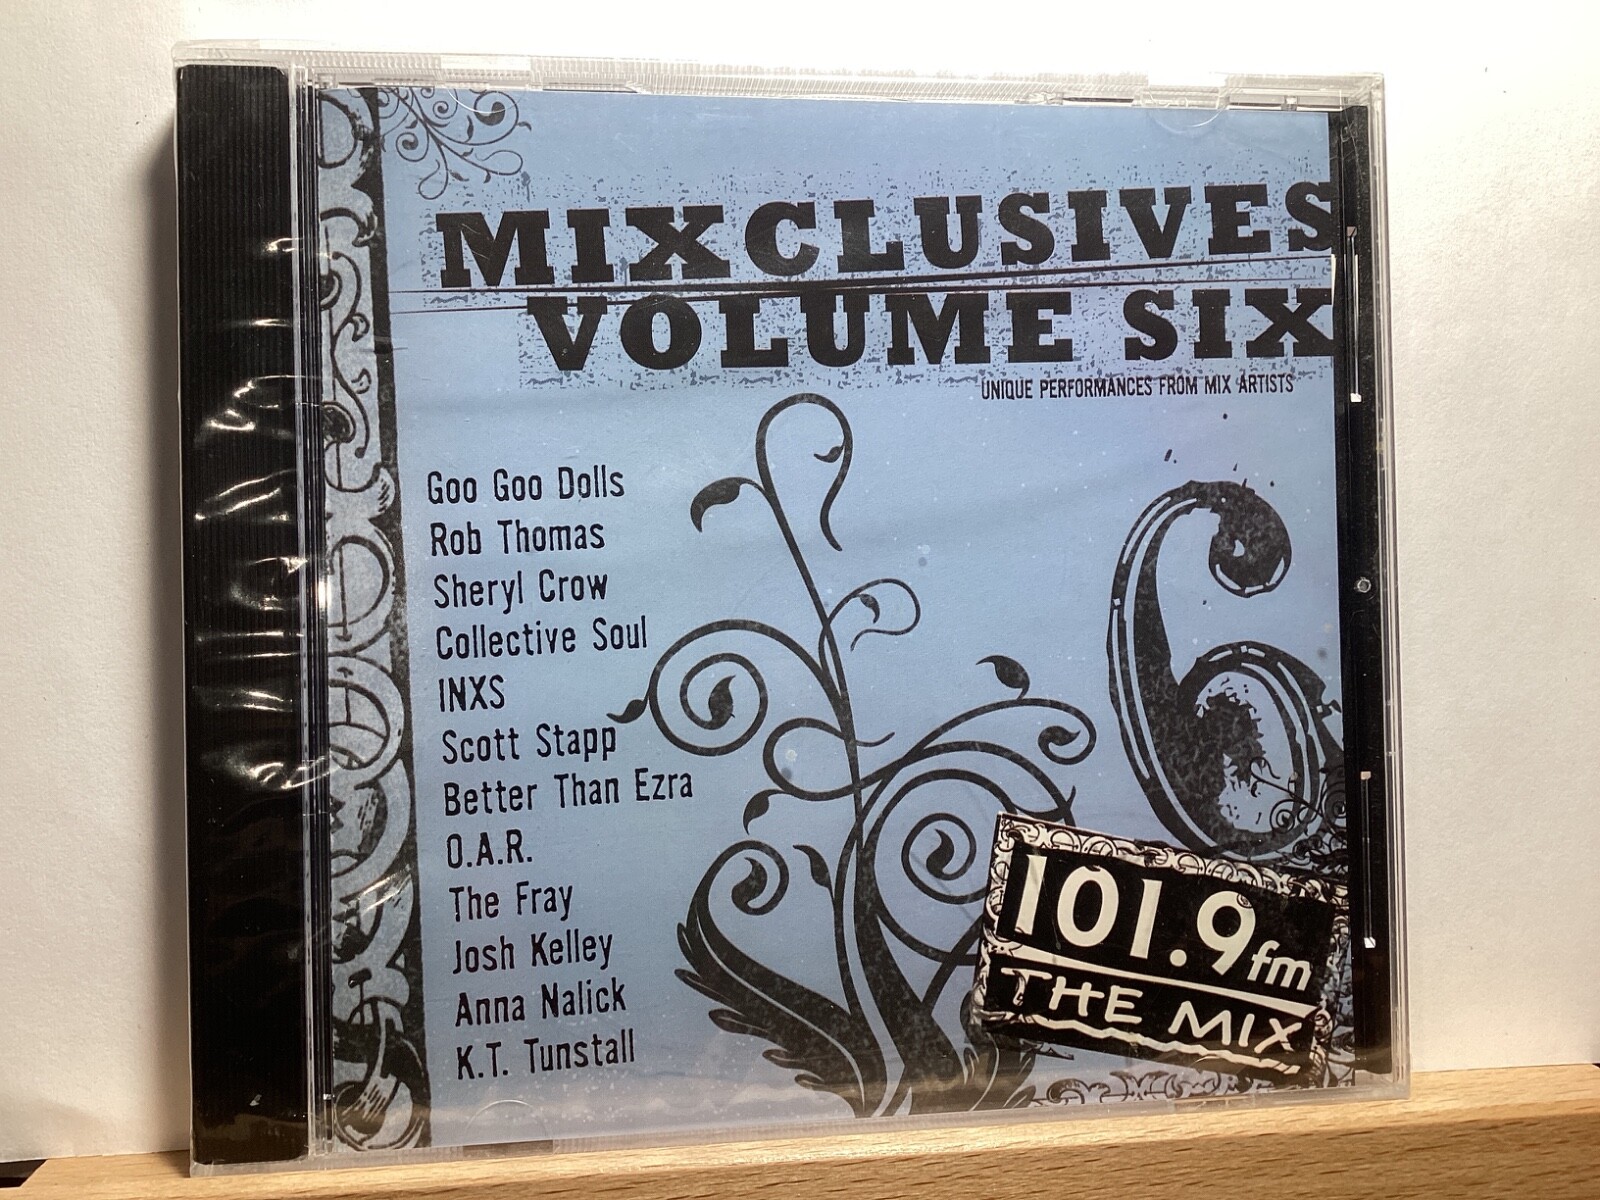 MIXCLUSIVES
VOLUME SIX
UNIQUE PERFORMANCES FROM MIX ARTISTS
Goo Goo Dolls
Rob Thomas
Sheryl Crow
Collective Soul
INXS
Scott Stapp
Better Than Ezra
O.A.R.
The Fray
Josh Kelley
Anna Nalick
K.T. Tunstall
6
101.9fm
THE MIX